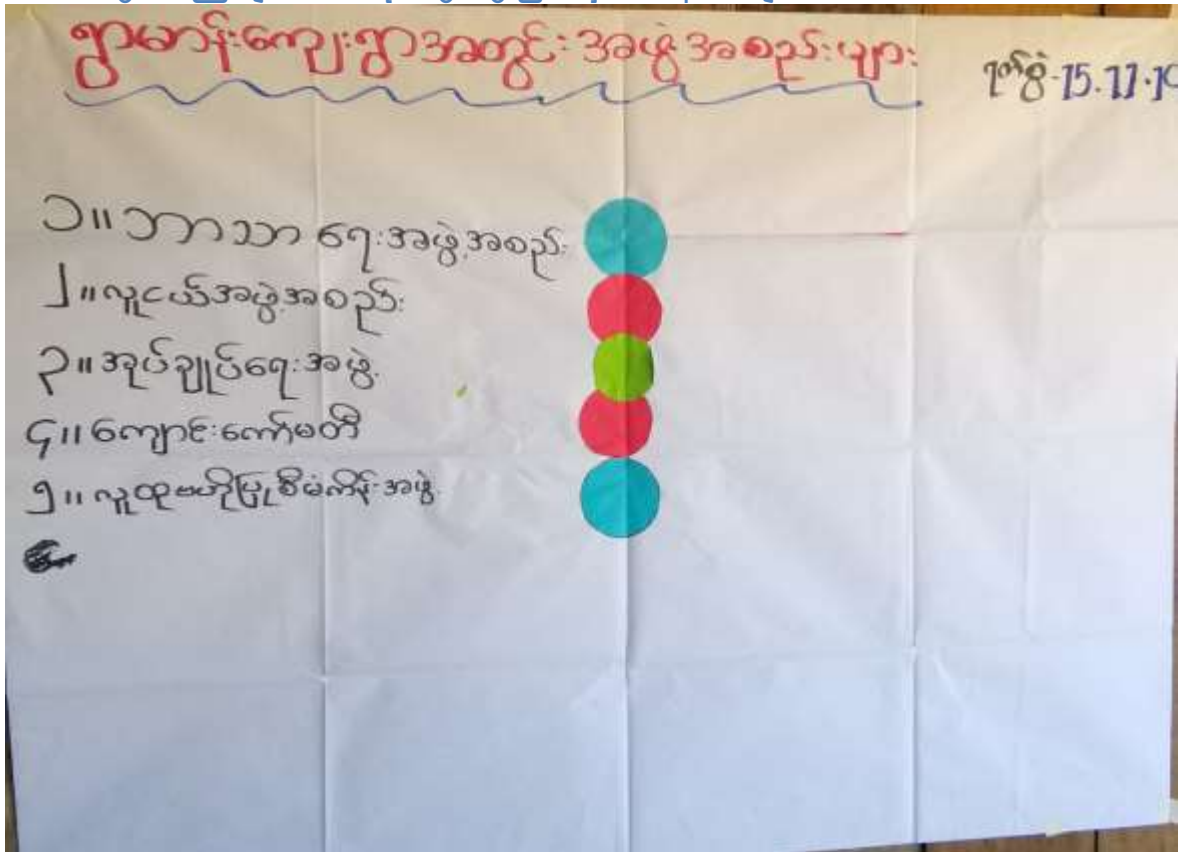 ရှာမာန်းကျေးရွာအတွင်း အဖွဲ့အစည်းများ
ရက်စွဲ-15.11.19
၁။ ဘာသာရေးအဖွဲ့အစည်း
၂။ လူငယ်အဖွဲ့အစည်း
၃။ အုပ်ချုပ်ရေးအဖွဲ့
၄။ ကျောင်းကော်မတီ
၅။ လူထုဗဟိုပြုစီမံကိန်းအဖွဲ့